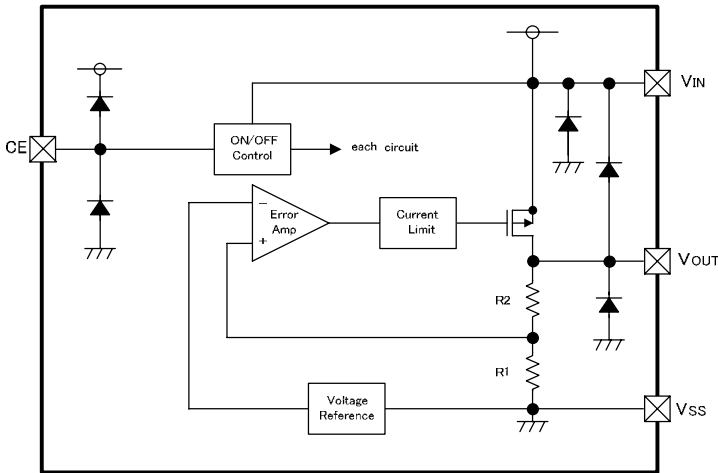 VIN
CE
ON/OFF
Control
each circuit
−
Error
Amp
+
Current
Limit
VOUT
R2
R1
Voltage
Reference
VSS